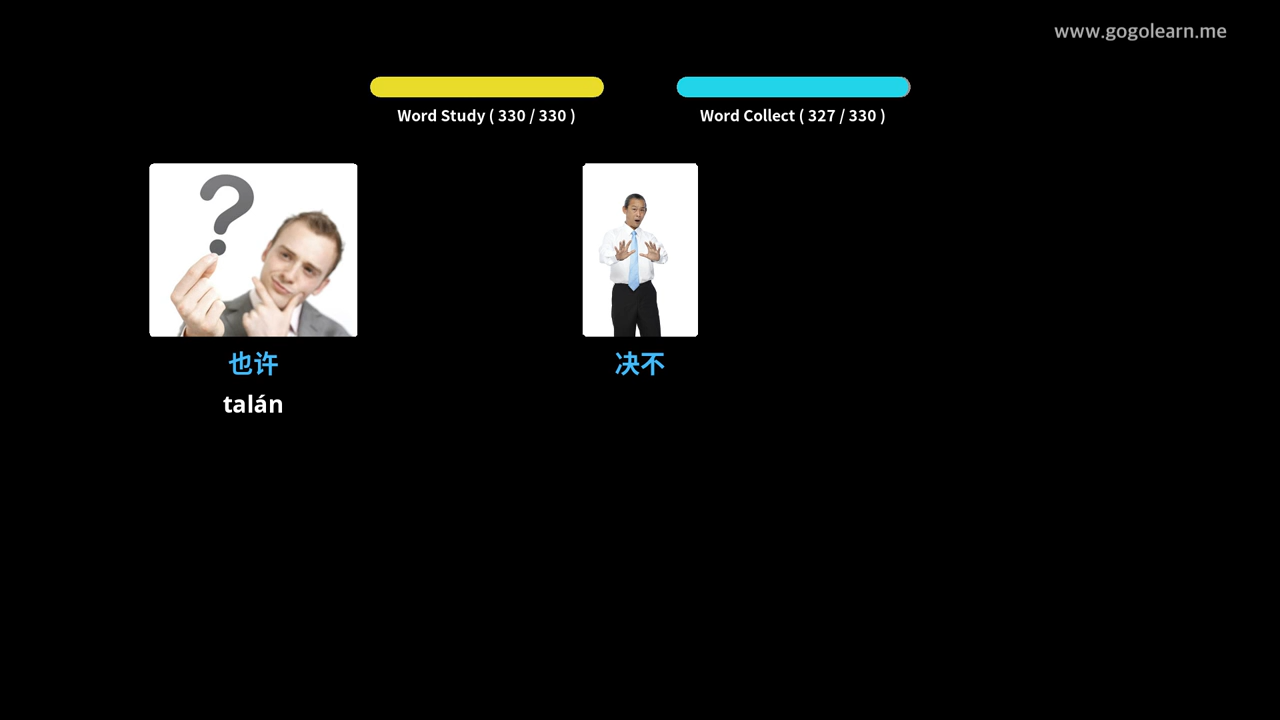 www.gogolearn.me
Word Study ( 330 / 330 )
Word Collect ( 327 / 330 )
?
也许
决不
talán